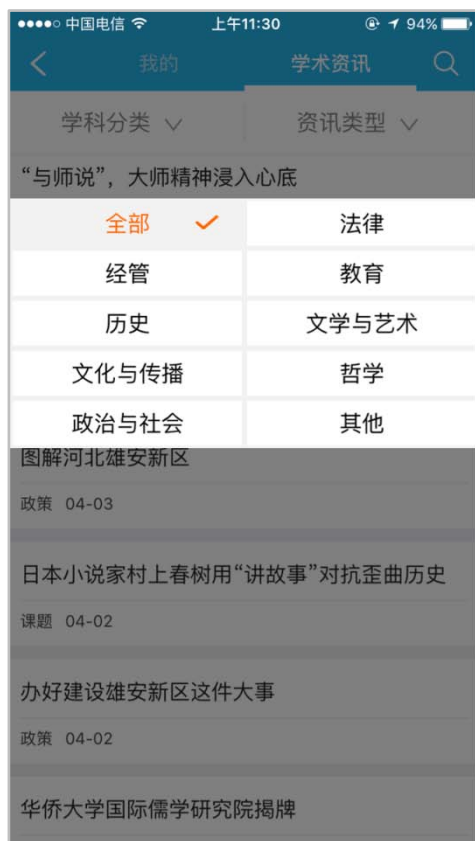 中国电信 上午11:30 94%
我的 学术资讯
学科分类 资讯类型
“与师说”，大师精神浸入心底
全部 法律
经管 教育
历史 文学与艺术
文化与传播 哲学
政治与社会 其他
图解河北雄安新区
政策 04-03
日本小说家村上春树用“讲故事”对抗歪曲历史
课题 04-02
办好建设雄安新区这件大事
政策 04-02
华侨大学国际儒学研究院揭牌